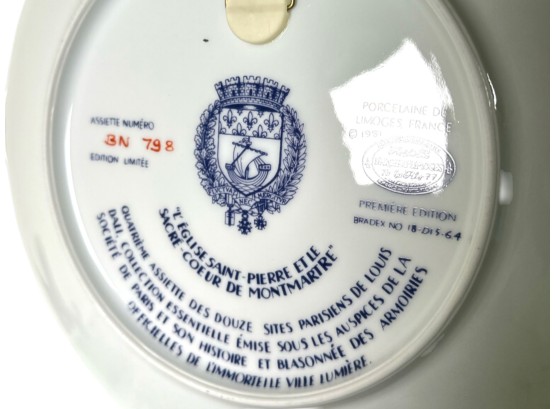 ASSIETTE NUMÉRO
BN 798
EDITION LIMITÉE
PORCELAINE DE
LIMOGES FRANCE
© 1981
PREMIÈRE EDITION
BRADEX NO 18-D15-6.4
"L'ÉGLISE SAINT-PIERRE ET LE
SACRÉ-COEUR DE MONTMARTRE"
QUATRIÈME ASSIETTE DES DOUZE SITES PARISIENS DE LOUIS
DALI, COLLECTION ESSENTIELLE ÉMISE SOUS LES AUSPICES DE LA
SOCIÉTÉ DE PARIS ET SON HISTOIRE ET BLASONNÉE DES ARMOIRIES
OFFICIELLES DE L'IMMORTELLE VILLE LUMIÈRE.